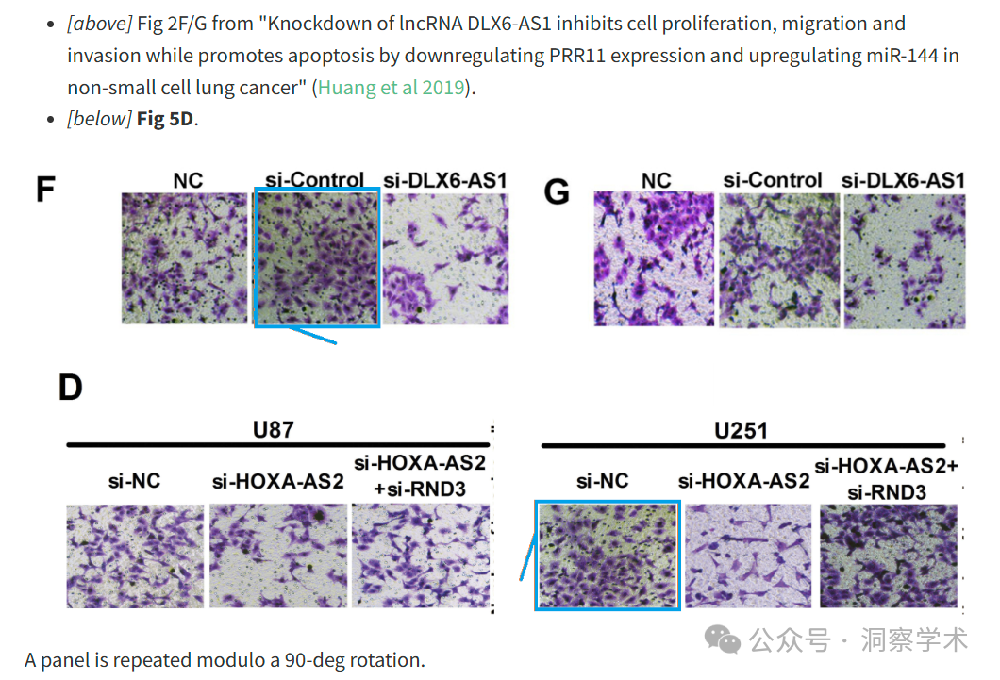 • [above] Fig 2F/G from "Knockdown of lncRNA DLX6-AS1 inhibits cell proliferation, migration and
invasion while promotes apoptosis by downregulating PRR11 expression and upregulating miR-144 in
non-small cell lung cancer" (Huang et al 2019).
• [below] Fig 5D.
F
NC si-Control si-DLX6-AS1
G
NC si-Control si-DLX6-AS1
D
U87
si-NC
si-HOXA-AS2
si-HOXA-AS2
+si-RND3
U251
si-NC
si-HOXA-AS2
si-HOXA-AS2+
si-RND3
公众号 · 洞察学术
A panel is repeated modulo a 90-deg rotation.